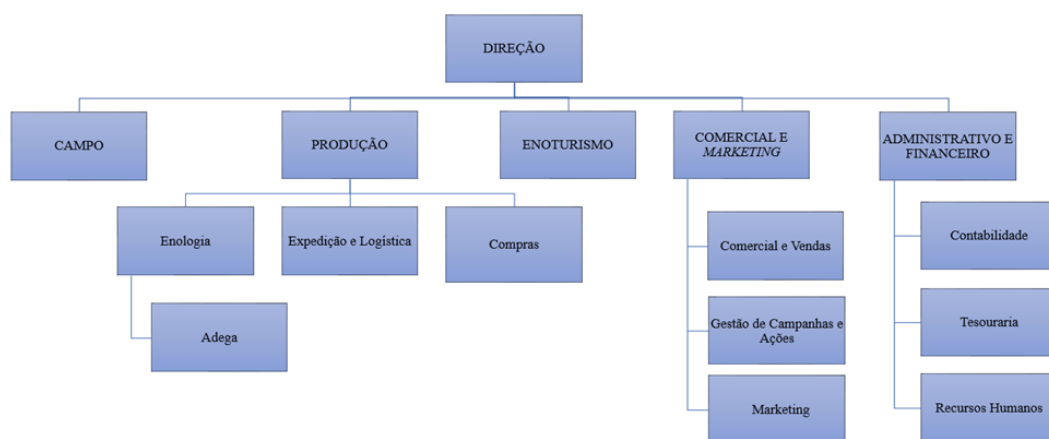 DIREÇÃO
CAMPO
PRODUÇÃO
ENOTURISMO
COMERCIAL E
MARKETING
ADMINISTRATIVO E
FINANCEIRO
Enologia
Expedição e Logística
Compras
Adega
Comercial e Vendas
Gestão de Campanhas e
Ações
Marketing
Contabilidade
Tesouraria
Recursos Humanos